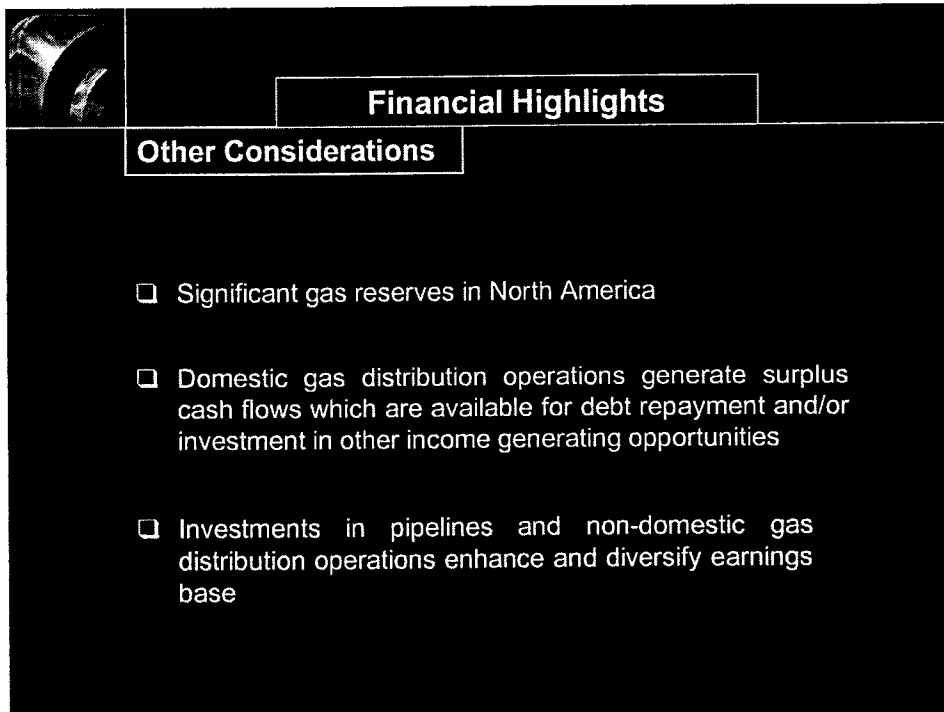 Financial Highlights
Other Considerations
❑ Significant gas reserves in North America
❑ Domestic gas distribution operations generate surplus
cash flows which are available for debt repayment and/or
investment in other income generating opportunities
❑ Investments in pipelines and non-domestic gas
distribution operations enhance and diversify earnings
base